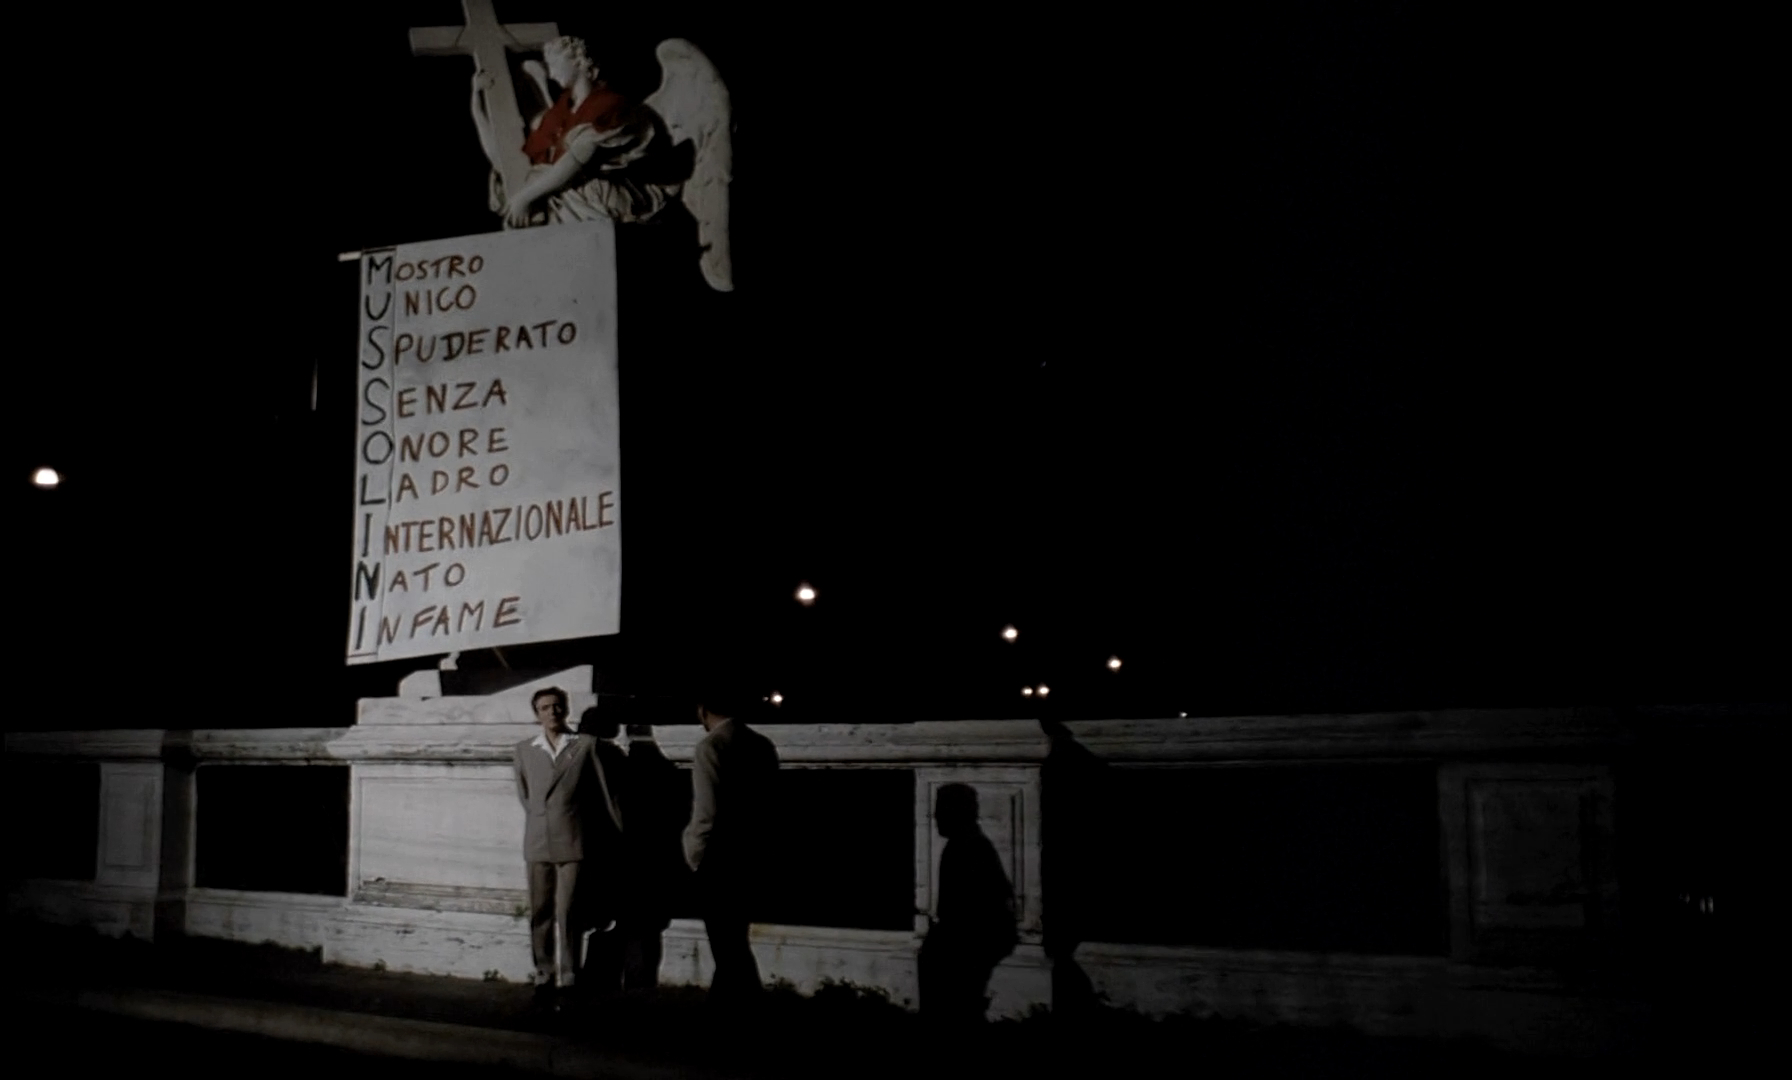 MOSTRO
UNICO
SPUDERATO
SENZA
ONORE
LADRO
INTERNAZIONALE
NATO
INFAME